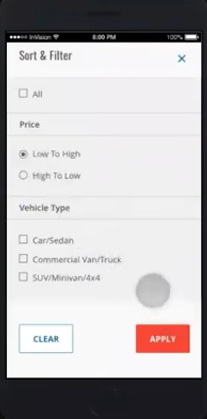 InVision 8:00 PM 100%
Sort & Filter
All
Price
Low To High
High To Low
Vehicle Type
Car/Sedan
Commercial Van/Truck
SUV/Minivan/4x4
CLEAR APPLY